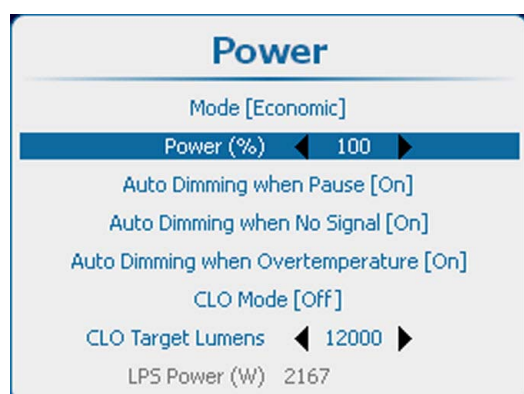 Power
Mode [Economic]
Power (%) 100
Auto Dimming when Pause [On]
Auto Dimming when No Signal [On]
Auto Dimming when Overtemperature [On]
CLO Mode [Off]
CLO Target Lumens 12000
LPS Power (W) 2167